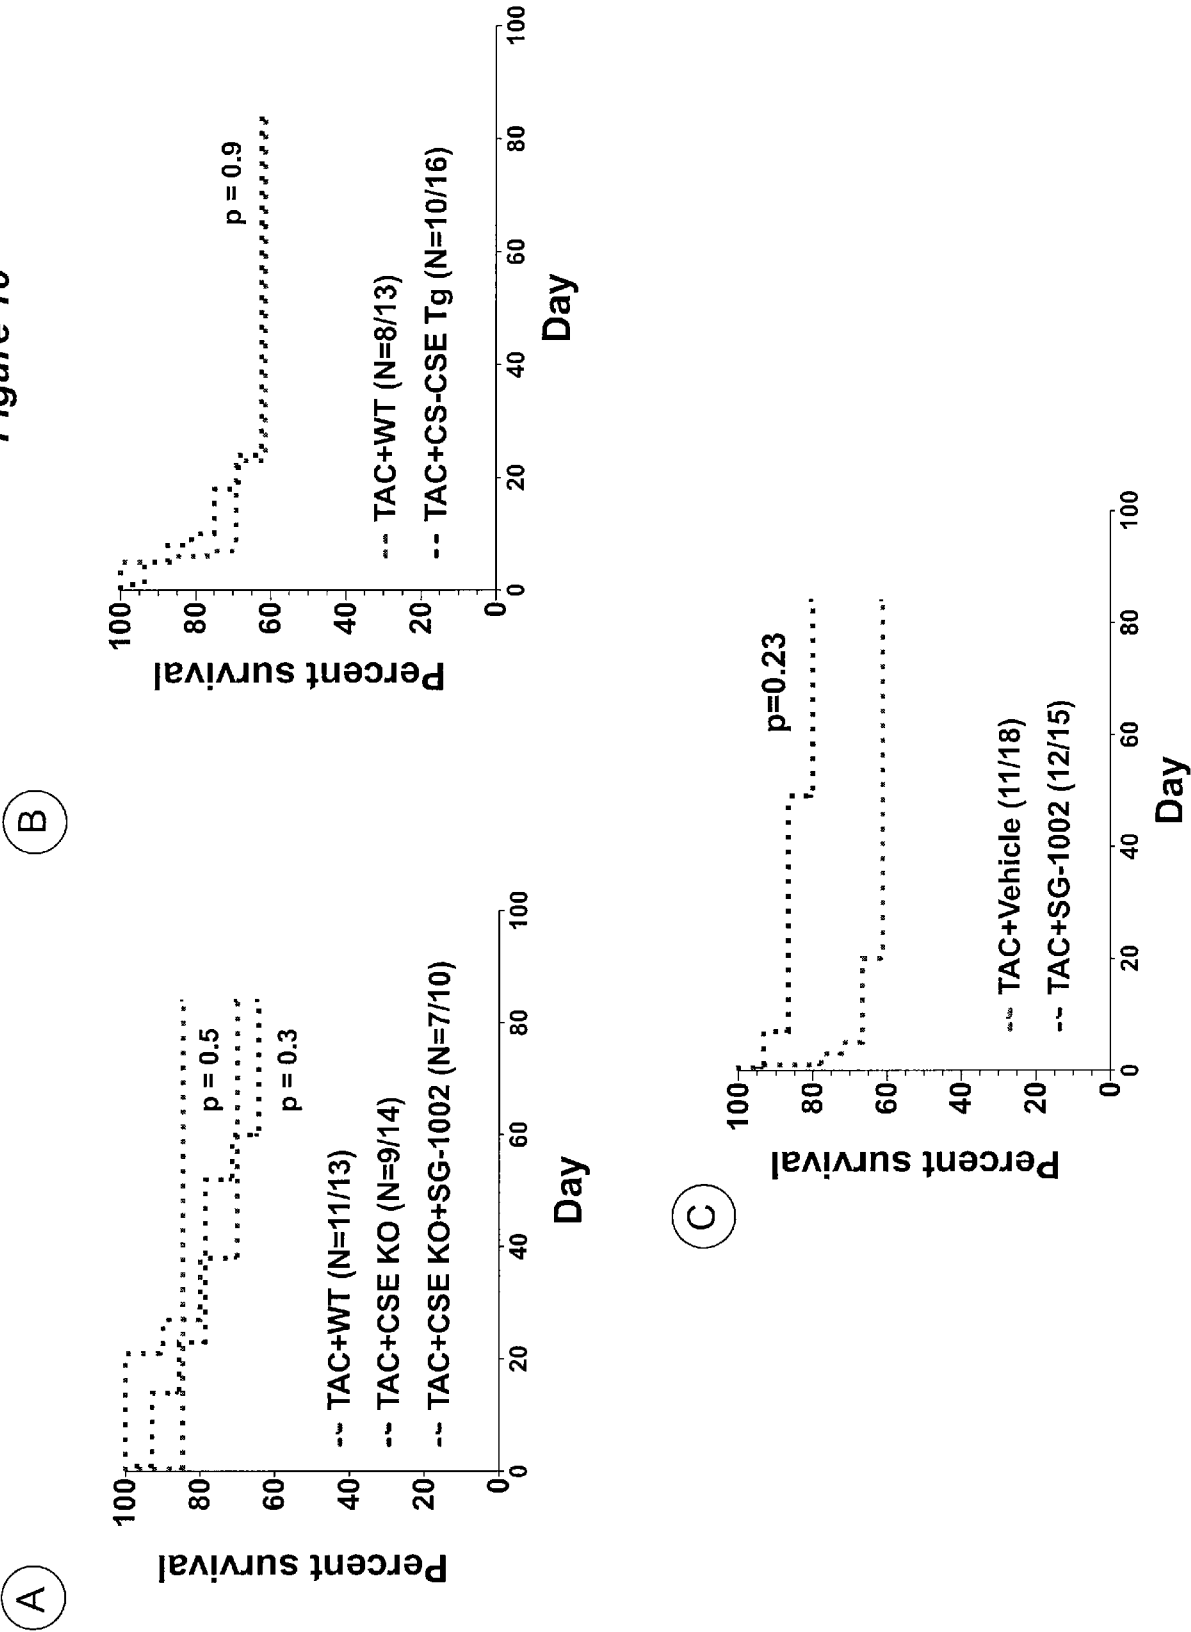 A
Percent survival
100
80
60
40
20
0
p = 0.5
p = 0.3
TAC+WT (N=11/13)
TAC+CSE KO (N=9/14)
TAC+CSE KO+SG-1002 (N=7/10)
0 20 40 60 80 100
Day
B
Percent survival
100
80
60
40
20
0
p = 0.9
TAC+WT (N=8/13)
TAC+CS-CSE Tg (N=10/16)
0 20 40 60 80 100
Day
C
Percent survival
100
80
60
40
20
0
p=0.23
TAC+Vehicle (11/18)
TAC+SG-1002 (12/15)
0 20 40 60 80 100
Day